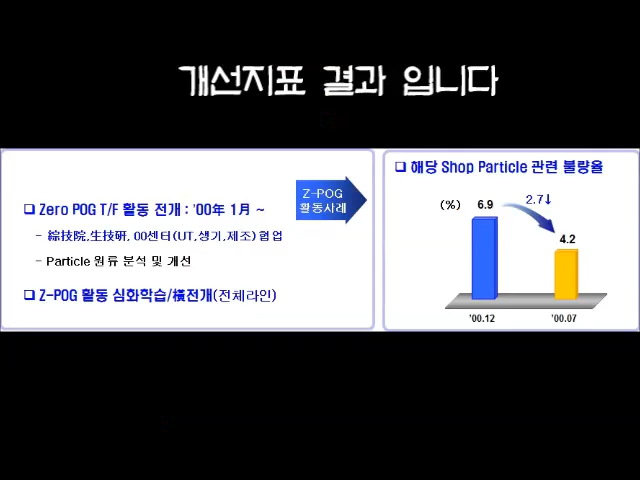 개선지표 결과 입니다
❑ Zero POG T/F 활동 전개 : '00年 1月 ~
- 綜技院,生技硏, 00센터(UT,생기,제조) 협업
- Particle 원류 분석 및 개선
❑ Z-POG 활동 심화학습/橫전개(전체라인)
Z-POG
활동사례
❑ 해당 Shop Particle 관련 불량율
(%)
6.9
2.7↓
4.2
'00.12
'00.07